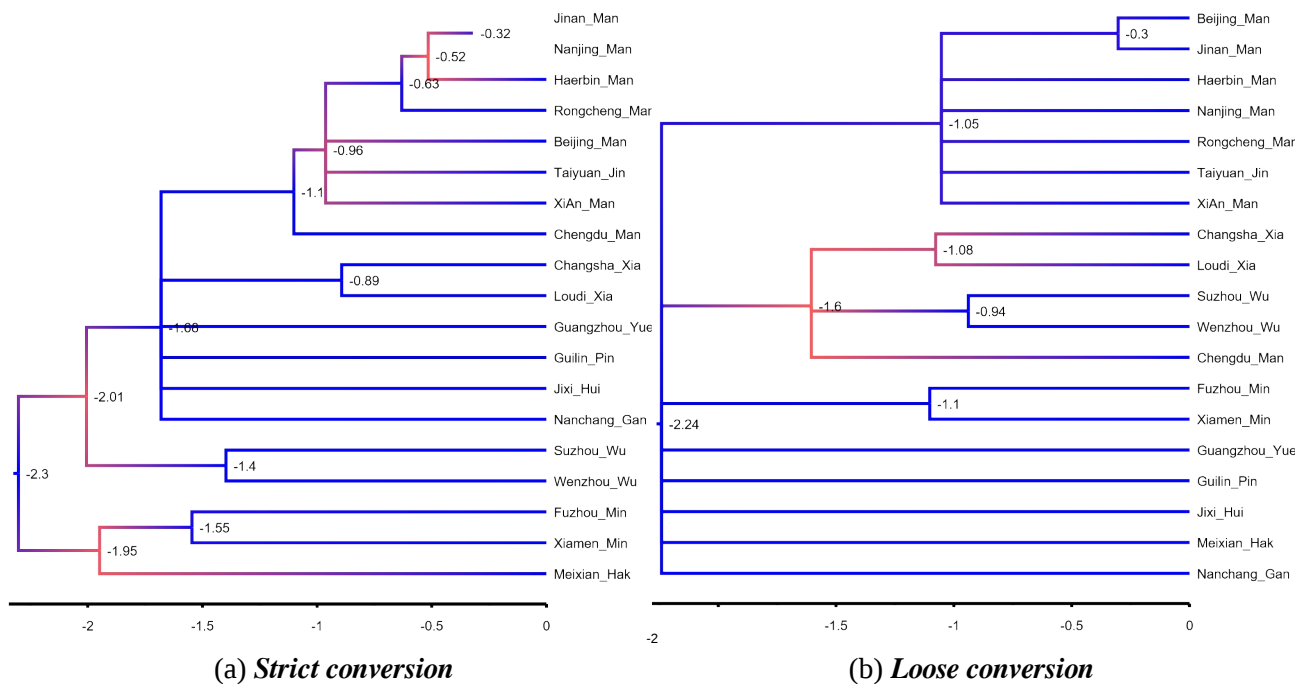 Jinan_Man
-0.32
Nanjing_Man
-0.52
Haerbin_Man
-0.63
Rongcheng_Man
Beijing_Man
-0.96
Taiyuan_Jin
-1.1
XiAn_Man
Chengdu_Man
Changsha_Xia
-0.89
Loudi_Xia
-1.68
Guangzhou_Yue
Guilin_Pin
Jixi_Hui
-2.01
Nanchang_Gan
Suzhou_Wu
-1.4
-2.3
Wenzhou_Wu
Fuzhou_Min
-1.55
Xiamen_Min
-1.95
Meixian_Hak
-2 -1.5 -1 -0.5 0
(a) Strict conversion
Beijing_Man
-0.3
Jinan_Man
Haerbin_Man
Nanjing_Man
-1.05
Rongcheng_Man
Taiyuan_Jin
XiAn_Man
Changsha_Xia
-1.08
Loudi_Xia
Suzhou_Wu
-1.6
-0.94
Wenzhou_Wu
Chengdu_Man
Fuzhou_Min
-1.1
Xiamen_Min
-2.24
Guangzhou_Yue
Guilin_Pin
Jixi_Hui
Meixian_Hak
Nanchang_Gan
-2 -1.5 -1 -0.5 0
(b) Loose conversion